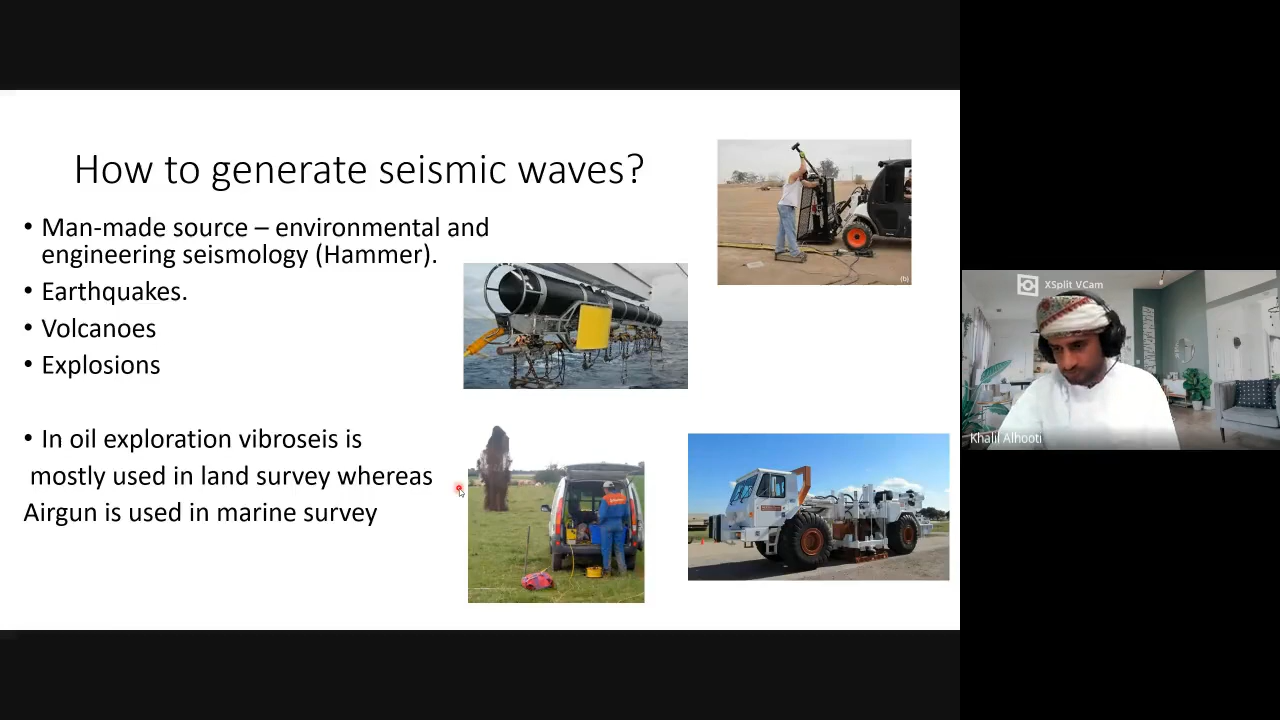 How to generate seismic waves?
• Man-made source – environmental and
engineering seismology (Hammer).
• Earthquakes.
• Volcanoes
• Explosions
• In oil exploration vibroseis is
mostly used in land survey whereas
Airgun is used in marine survey
(b)
XSplit VCam
Khalil Alhooti